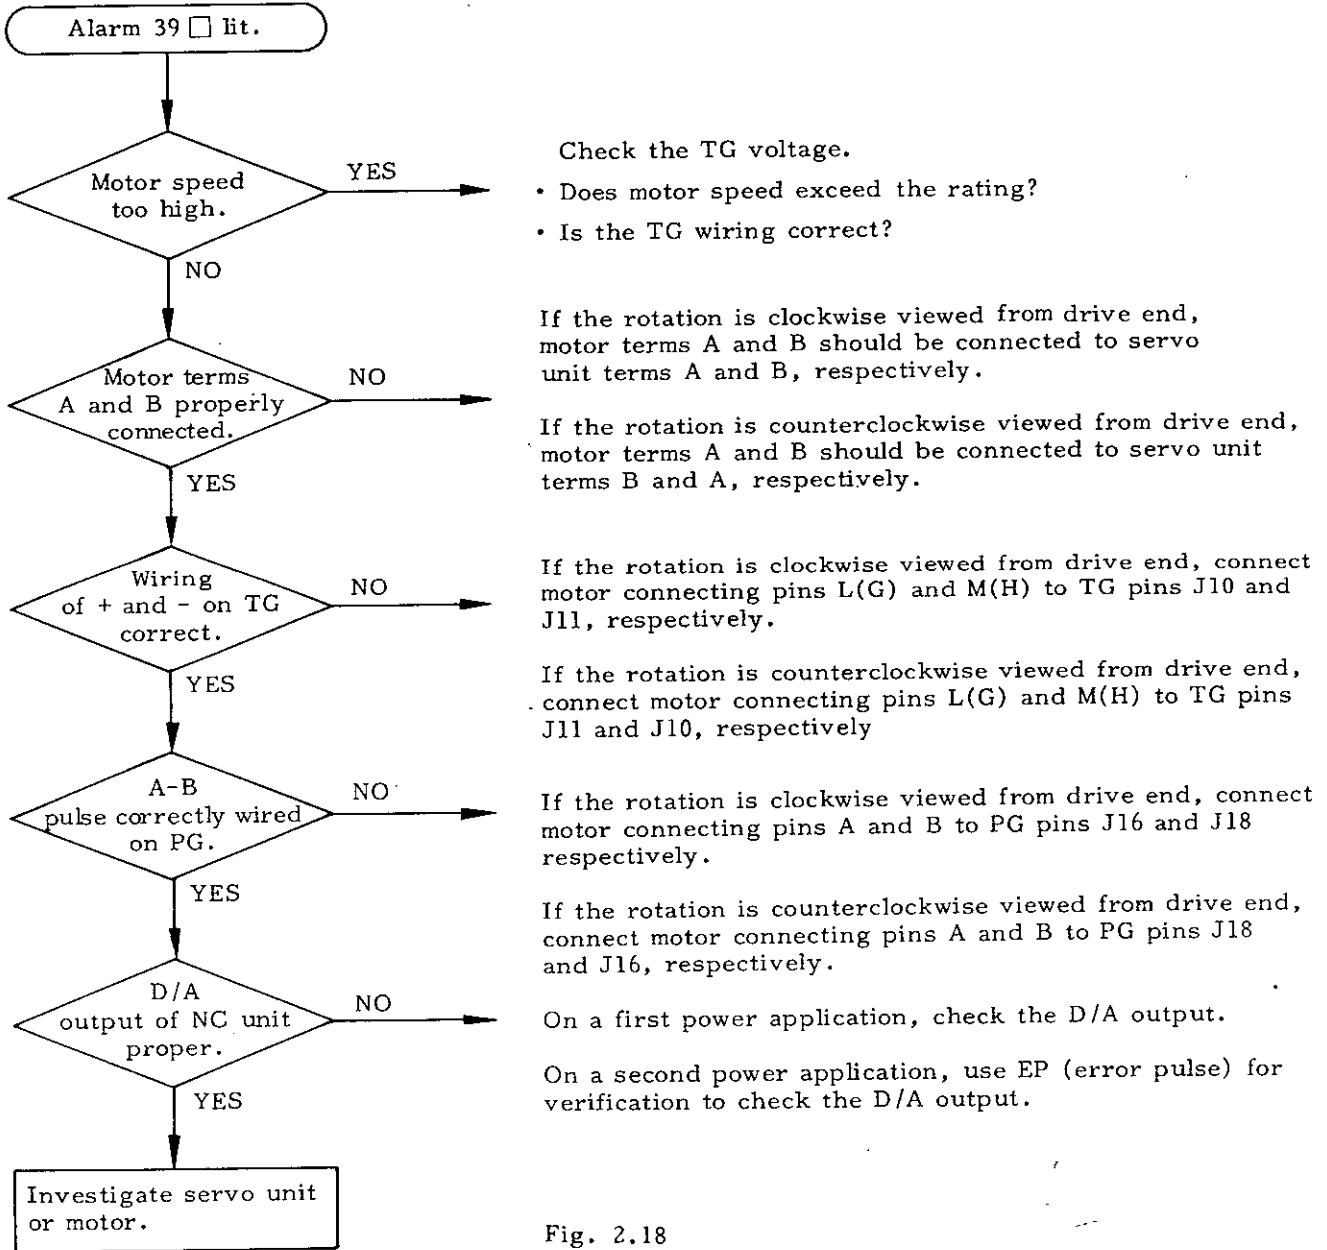 Alarm 39 □ lit.
Motor speed
too high.
YES
Check the TG voltage.
• Does motor speed exceed the rating?
• Is the TG wiring correct?
NO
Motor terms
A and B properly
connected.
NO
If the rotation is clockwise viewed from drive end,
motor terms A and B should be connected to servo
unit terms A and B, respectively.
If the rotation is counterclockwise viewed from drive end,
motor terms A and B should be connected to servo unit
terms B and A, respectively.
YES
Wiring
of + and - on TG
correct.
NO
If the rotation is clockwise viewed from drive end, connect
motor connecting pins L(G) and M(H) to TG pins J10 and
J11, respectively.
If the rotation is counterclockwise viewed from drive end,
connect motor connecting pins L(G) and M(H) to TG pins
J11 and J10, respectively
YES
A-B
pulse correctly wired
on PG.
NO
If the rotation is clockwise viewed from drive end, connect
motor connecting pins A and B to PG pins J16 and J18
respectively.
If the rotation is counterclockwise viewed from drive end,
connect motor connecting pins A and B to PG pins J18
and J16, respectively.
YES
D/A
output of NC unit
proper.
NO
On a first power application, check the D/A output.
On a second power application, use EP (error pulse) for
verification to check the D/A output.
YES
Investigate servo unit
or motor.
Fig. 2.18